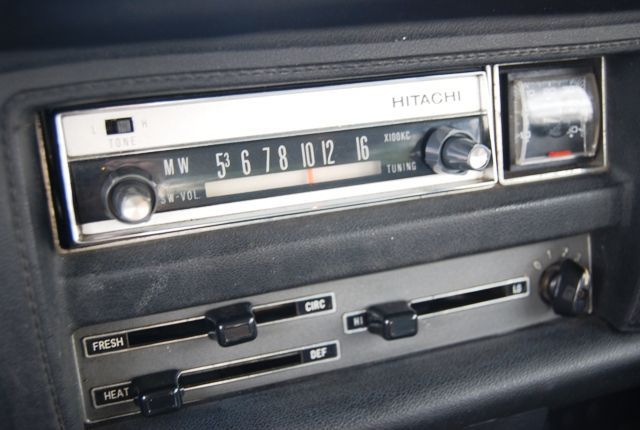 HITACHI
L H
TONE
MW 5³ 6 7 8 10 12 16 X100KC
SW-VOL. TUNING
FRESH CIRC HI LO
HEAT DEF